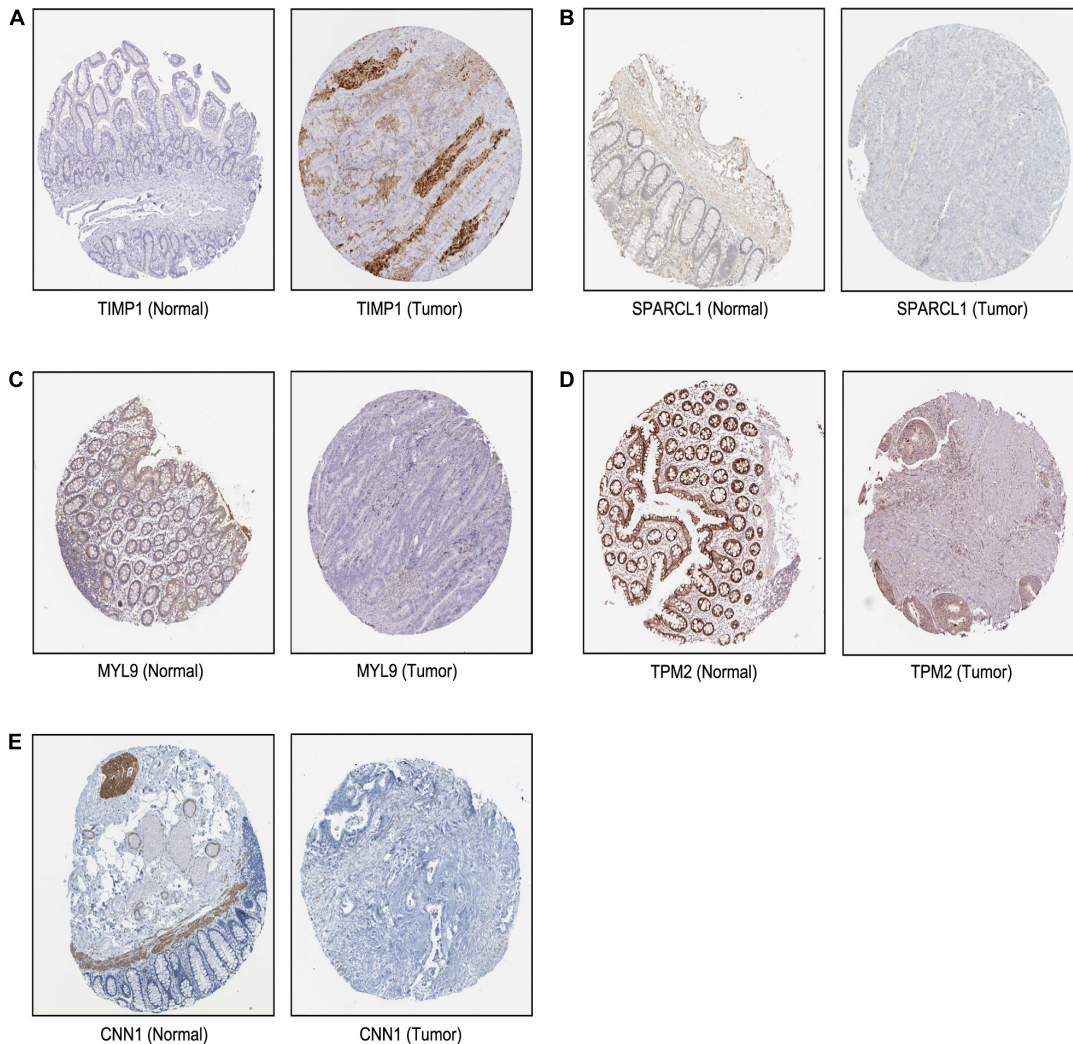 A
TIMP1 (Normal)
TIMP1 (Tumor)
B
SPARCL1 (Normal)
SPARCL1 (Tumor)
C
MYL9 (Normal)
MYL9 (Tumor)
D
TPM2 (Normal)
TPM2 (Tumor)
E
CNN1 (Normal)
CNN1 (Tumor)